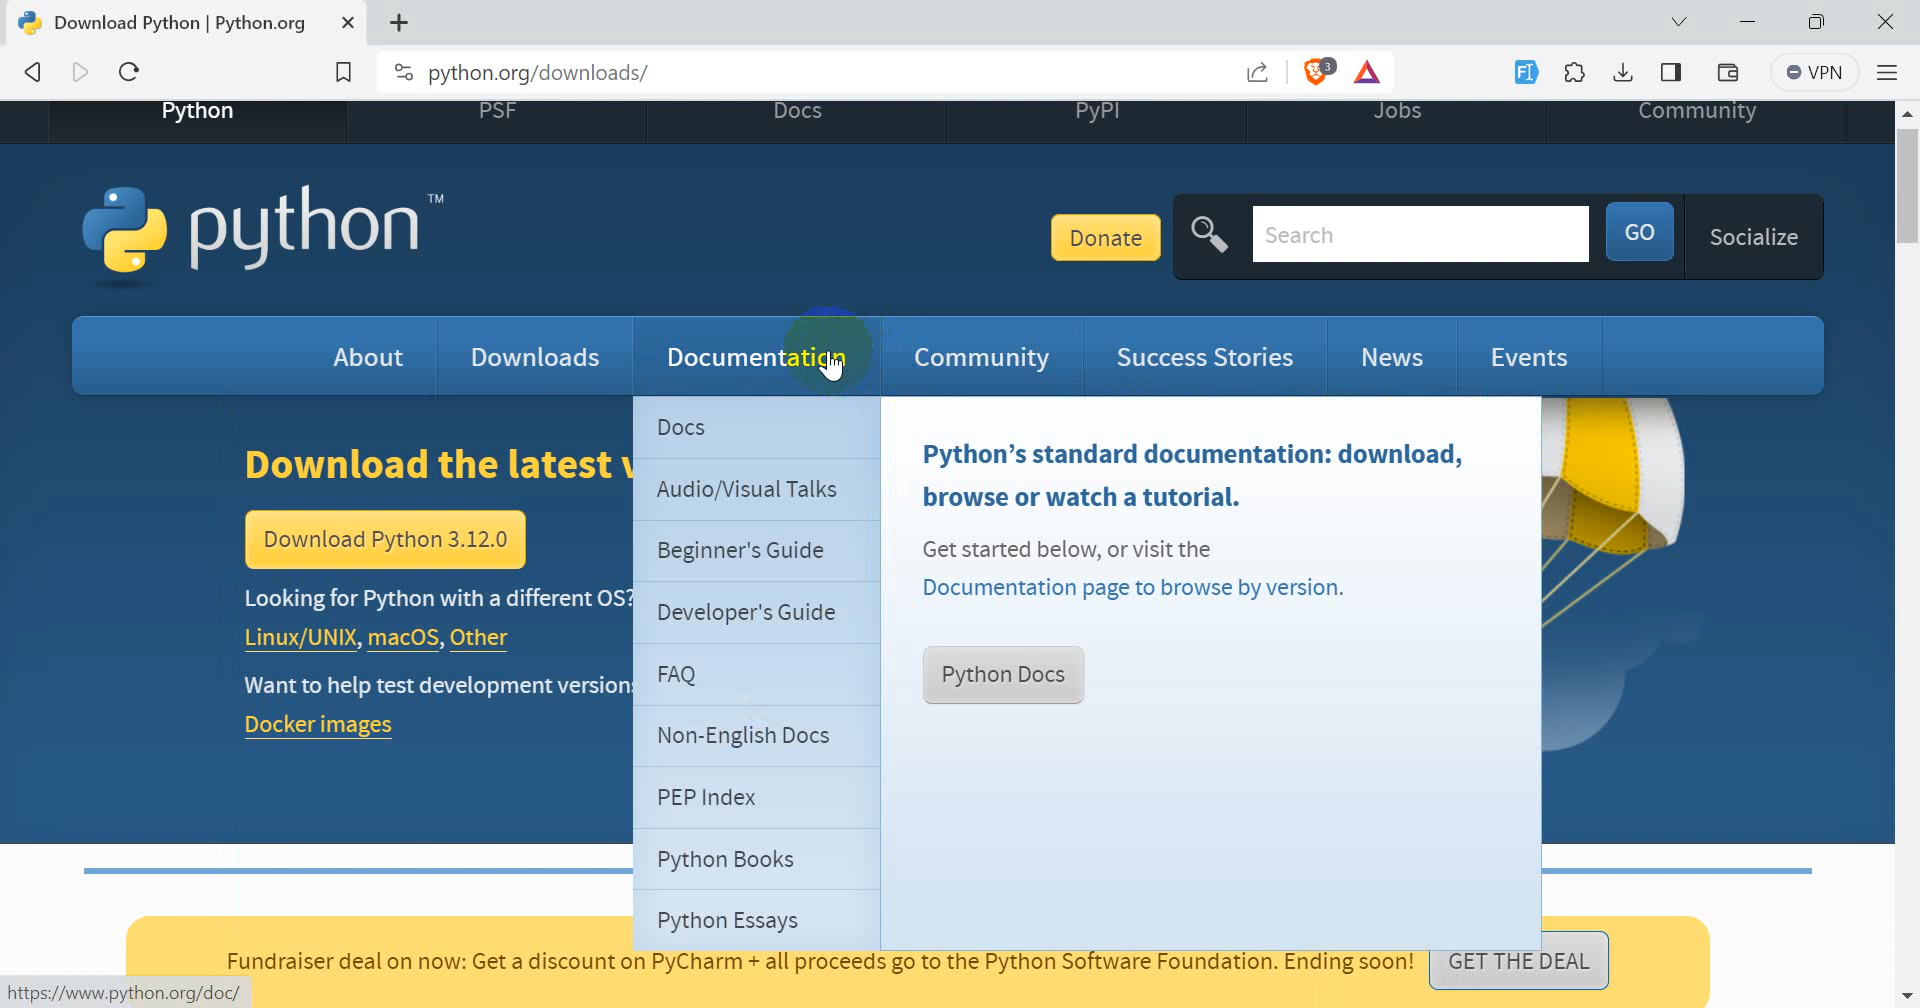 Download Python | Python.org
python.org/downloads/
3
VPN
Python PSF Docs PyPI Jobs Community
python™
Donate
Search
GO
Socialize
About Downloads Documentation Community Success Stories News Events
Download the latest v
Download Python 3.12.0
Looking for Python with a different OS?
Linux/UNIX, macOS, Other
Want to help test development versions
Docker images
Docs
Audio/Visual Talks
Beginner's Guide
Developer's Guide
FAQ
Non-English Docs
PEP Index
Python Books
Python Essays
Python’s standard documentation: download,
browse or watch a tutorial.
Get started below, or visit the
Documentation page to browse by version.
Python Docs
Fundraiser deal on now: Get a discount on PyCharm + all proceeds go to the Python Software Foundation. Ending soon!
GET THE DEAL
https://www.python.org/doc/